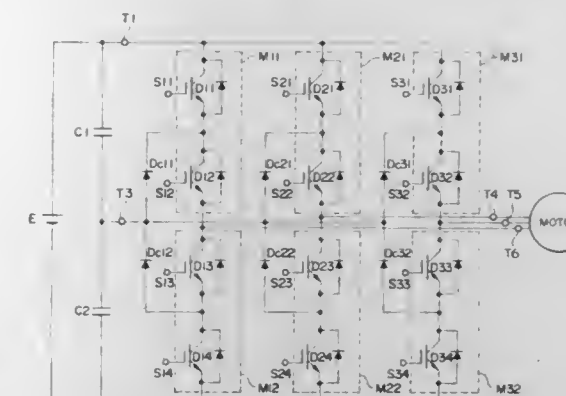 T1
M11
M21
M31
S11
D11
S21
D21
S31
D31
C1
Dc11
D12
Dc21
D22
Dc31
D32
S12
S22
S32
T4
T5
E
T3
MOT
T6
Dc12
D13
Dc22
D23
Dc32
D33
S13
S23
S33
C2
D14
D24
D34
S14
M12
S24
M22
S34
M32